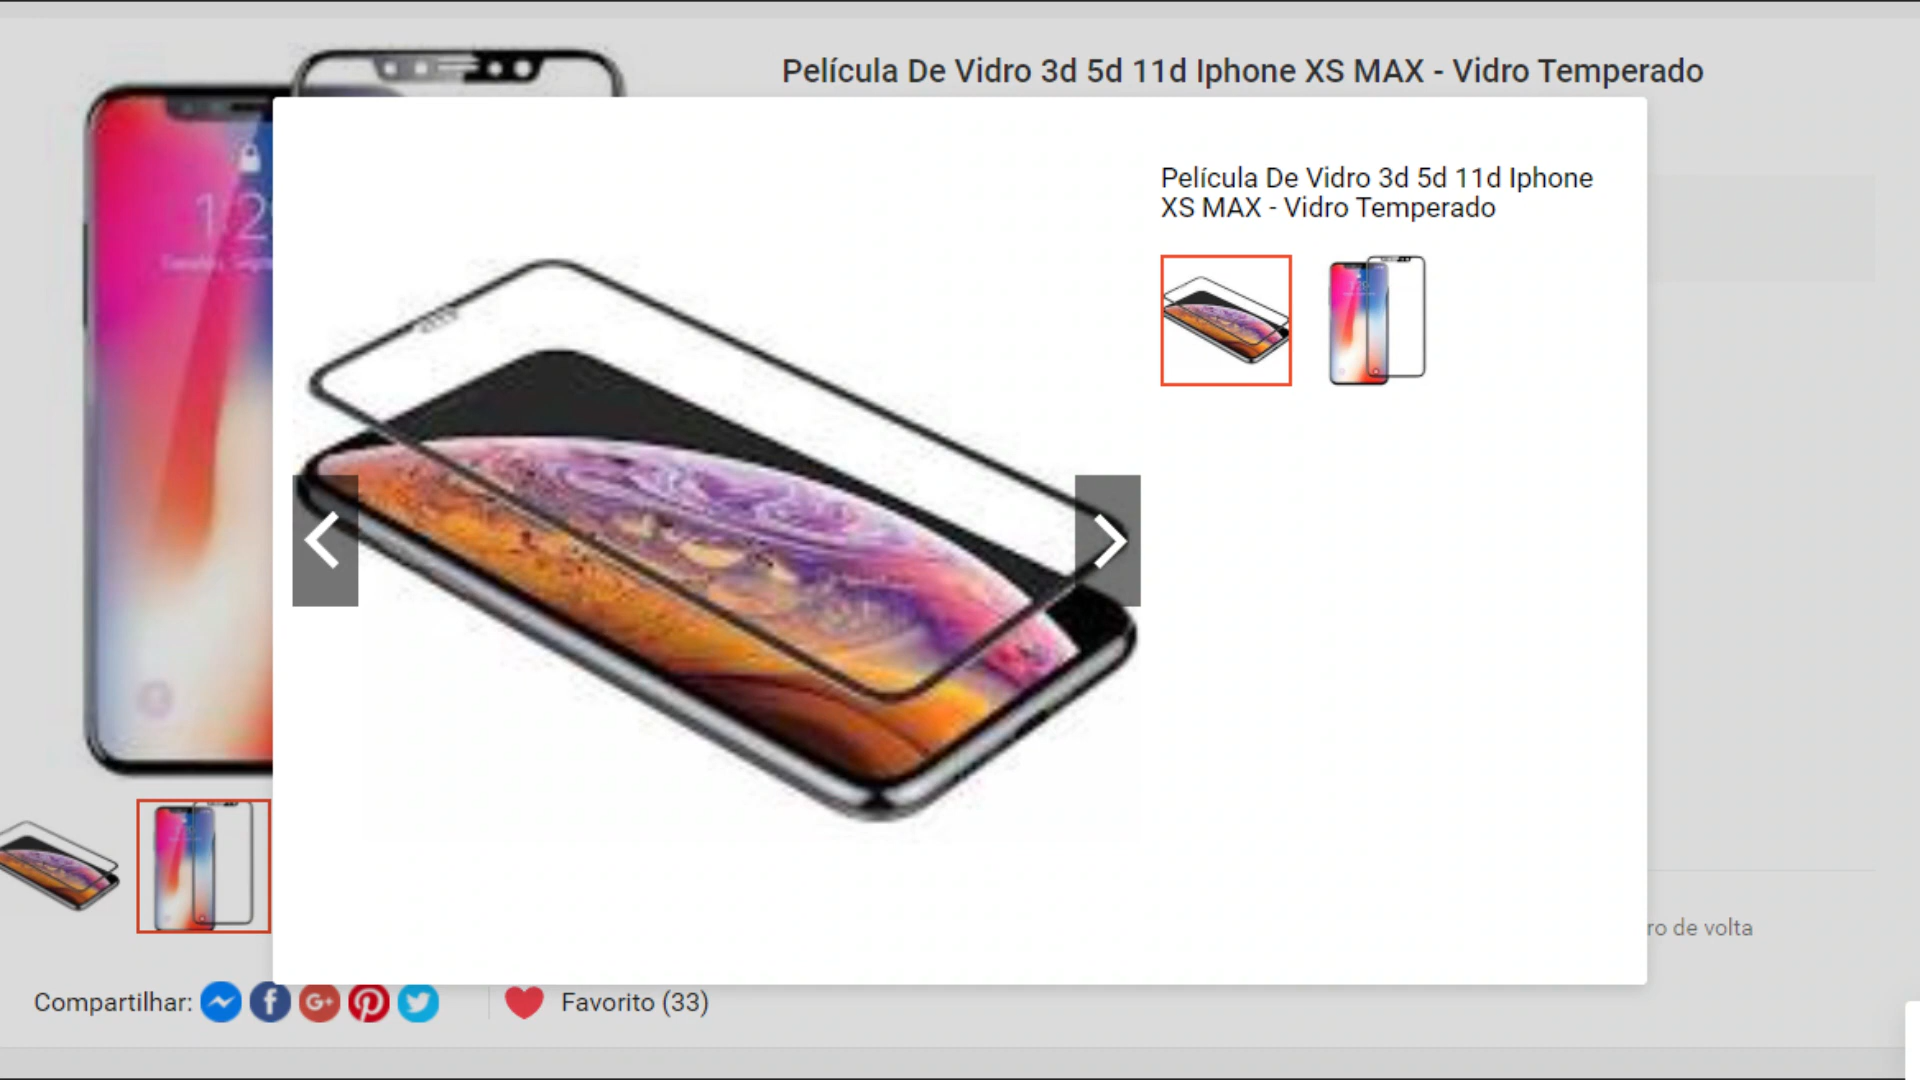 Película De Vidro 3d 5d 11d Iphone XS MAX - Vidro Temperado
Película De Vidro 3d 5d 11d Iphone
XS MAX - Vidro Temperado
de volta
Compartilhar:
Favorito (33)